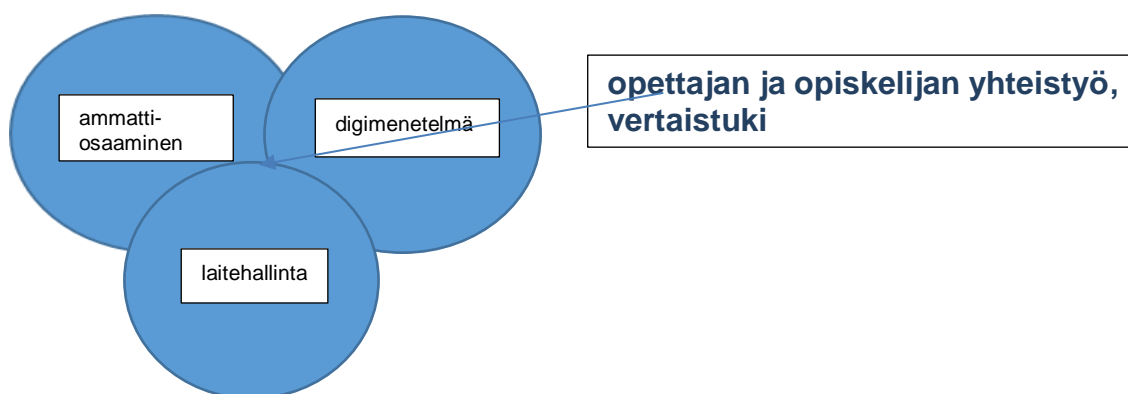 ammatti-
osaaminen
digimenetelmä
opettajan ja opiskelijan yhteistyö,
vertaistuki
laitehallinta